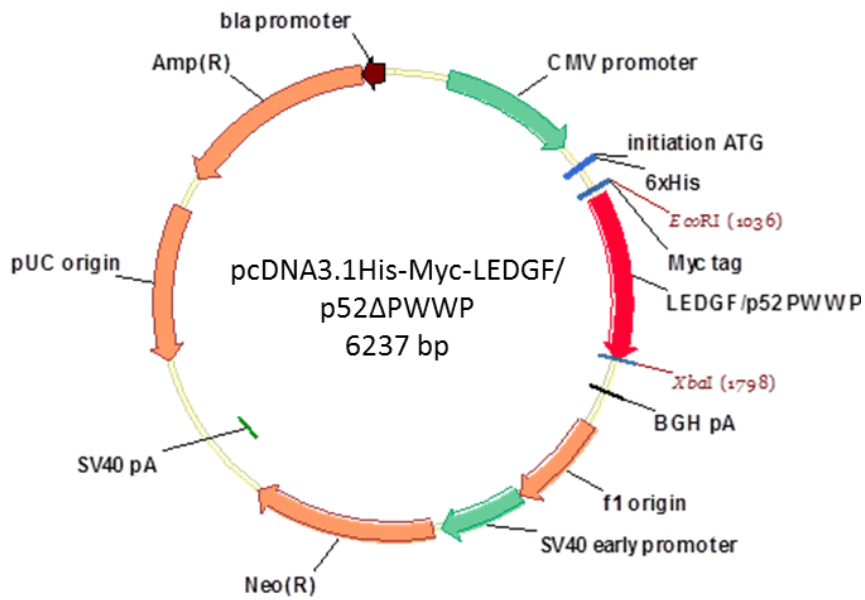 bla promoter
Amp(R)
CMV promoter
initiation ATG
6xHis
EcoRI (1036)
Myc tag
LEDGF/p52 PWWP
pUC origin
pcDNA3.1His-Myc-LEDGF/
p52ΔPWWP
6237 bp
XbaI (1798)
BGH pA
SV40 pA
f1 origin
SV40 early promoter
Neo(R)